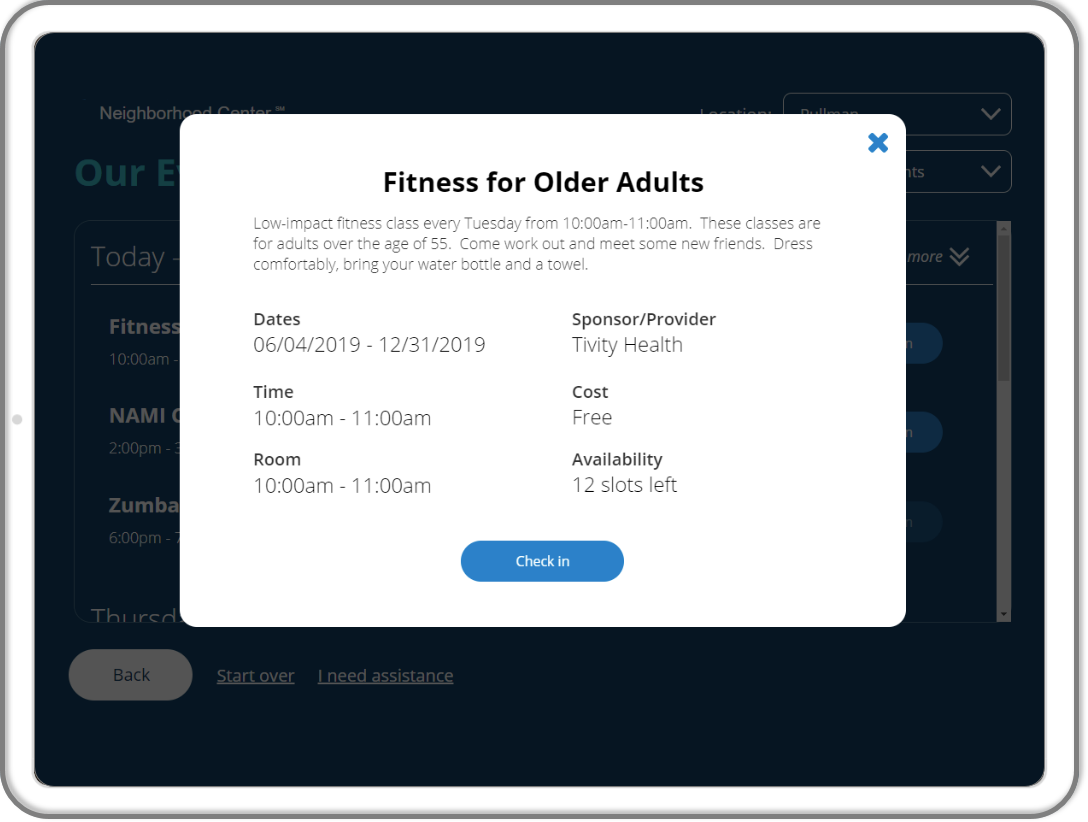 Neighborhood Center ℠
Location:
Pullman
Our E
nts
Today -
more
Fitness
10:00am -
n
NAMI
2:00pm -
n
Zumba
6:00pm -
n
Thursd
Fitness for Older Adults
Low-impact fitness class every Tuesday from 10:00am-11:00am. These classes are
for adults over the age of 55. Come work out and meet some new friends. Dress
comfortably, bring your water bottle and a towel.
Dates
06/04/2019 - 12/31/2019
Sponsor/Provider
Tivity Health
Time
10:00am - 11:00am
Cost
Free
Room
10:00am - 11:00am
Availability
12 slots left
Check in
Back
Start over
I need assistance